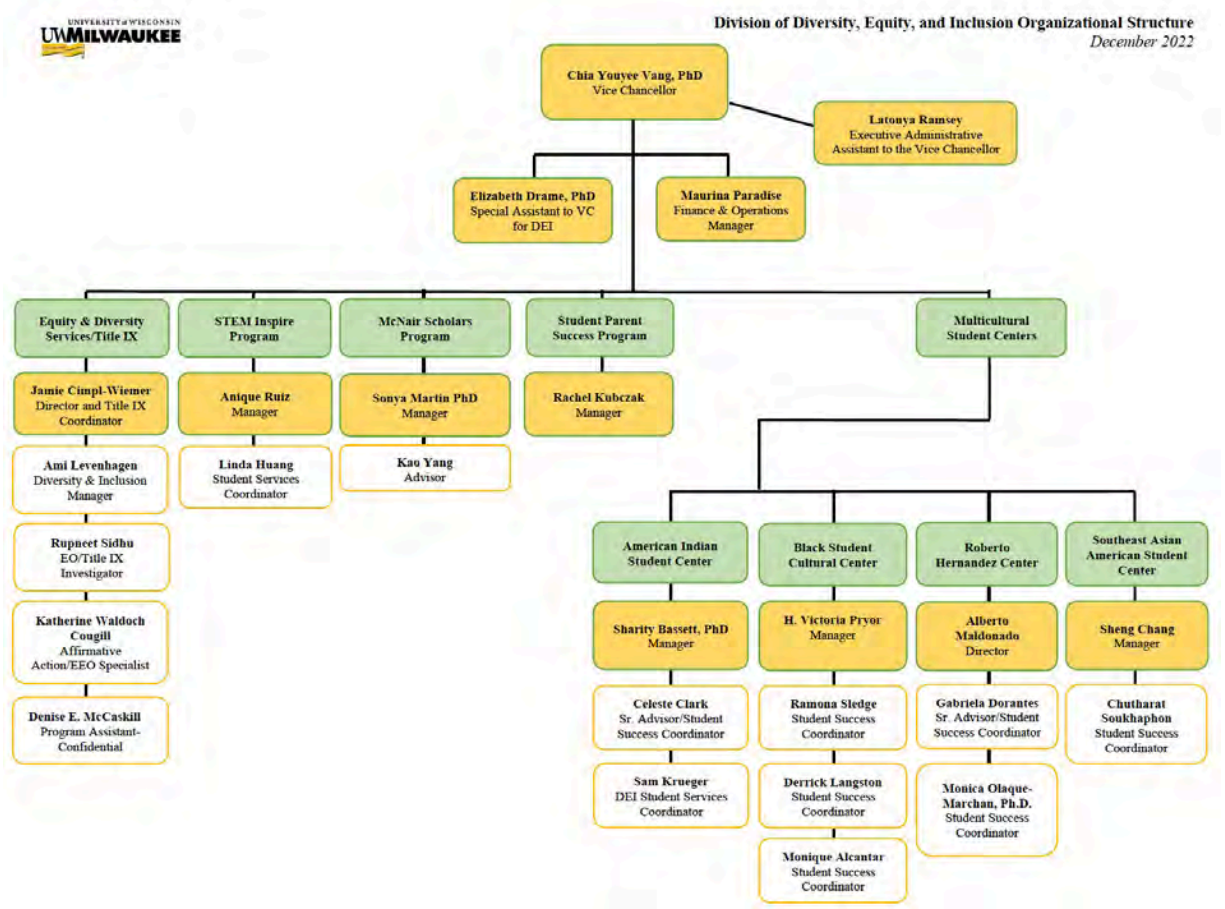 UNIVERSITY of WISCONSIN
UWMILWAUKEE
Division of Diversity, Equity, and Inclusion Organizational Structure
December 2022
Chia Youyee Vang, PhD
Vice Chancellor
Latonya Ramsey
Executive Administrative
Assistant to the Vice Chancellor
Elizabeth Drame, PhD
Special Assistant to VC
for DEI
Maurina Paradise
Finance & Operations
Manager
Equity & Diversity
Services/Title IX
STEM Inspire
Program
McNair Scholars
Program
Student Parent
Success Program
Multicultural
Student Centers
Jamie Cimpl-Wiemer
Director and Title IX
Coordinator
Anique Ruiz
Manager
Sonya Martin PhD
Manager
Rachel Kubczak
Manager
Ami Levenhagen
Diversity & Inclusion
Manager
Linda Huang
Student Services
Coordinator
Kao Yang
Advisor
Rupneet Sidhu
EO/Title IX
Investigator
Katherine Waldoch
Cougill
Affirmative
Action/EEO Specialist
Denise E. McCaskill
Program Assistant-
Confidential
American Indian
Student Center
Black Student
Cultural Center
Roberto
Hernandez Center
Southeast Asian
American Student
Center
Sharity Bassett, PhD
Manager
H. Victoria Pryor
Manager
Alberto
Maldonado
Director
Sheng Chang
Manager
Celeste Clark
Sr. Advisor/Student
Success Coordinator
Ramona Sledge
Student Success
Coordinator
Gabriela Dorantes
Sr. Advisor/Student
Success Coordinator
Chutharat
Soukhaphon
Student Success
Coordinator
Sam Krueger
DEI Student Services
Coordinator
Derrick Langston
Student Success
Coordinator
Monica Olaque-
Marchan, Ph.D.
Student Success
Coordinator
Monique Alcantar
Student Success
Coordinator